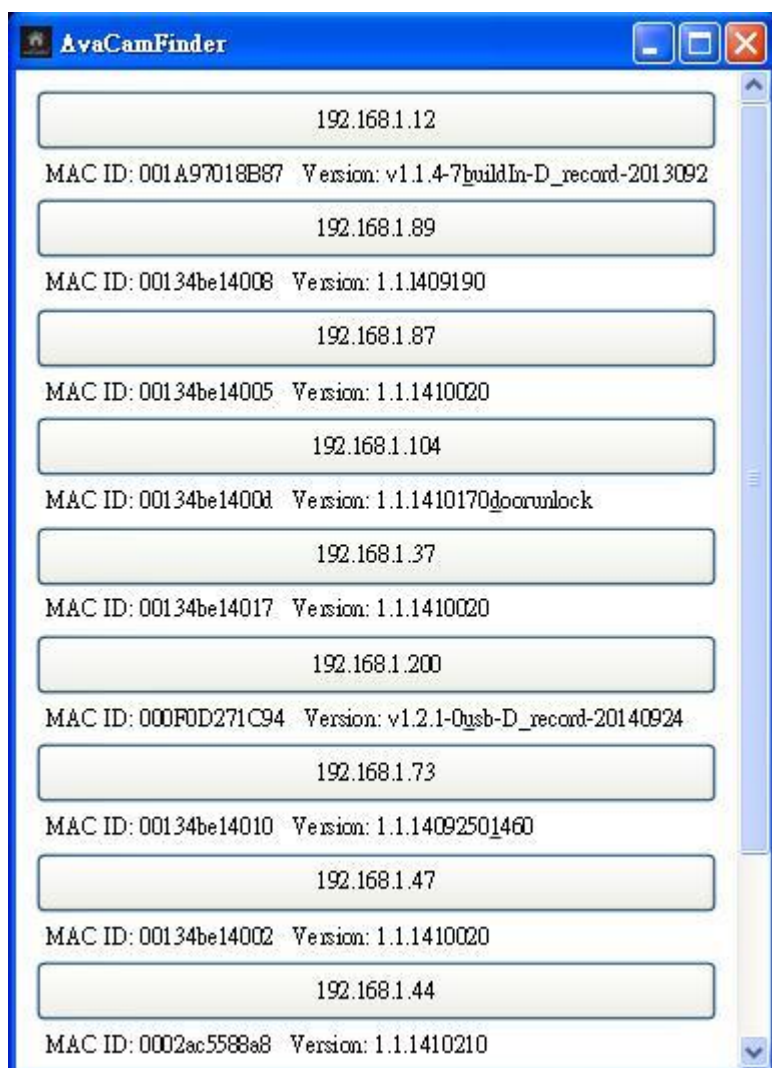 AvaCamFinder
192.168.1.12
MAC ID: 001A97018B87 Version: v1.1.4-7buildIn-D_record-2013092
192.168.1.89
MAC ID: 00134be14008 Version: 1.1.1409190
192.168.1.87
MAC ID: 00134be14005 Version: 1.1.1410020
192.168.1.104
MAC ID: 00134be1400d Version: 1.1.1410170doorunlock
192.168.1.37
MAC ID: 00134be14017 Version: 1.1.1410020
192.168.1.200
MAC ID: 000F0D271C94 Version: v1.2.1-0usb-D_record-20140924
192.168.1.73
MAC ID: 00134be14010 Version: 1.1.14092501460
192.168.1.47
MAC ID: 00134be14002 Version: 1.1.1410020
192.168.1.44
MAC ID: 0002ac5588a8 Version: 1.1.1410210